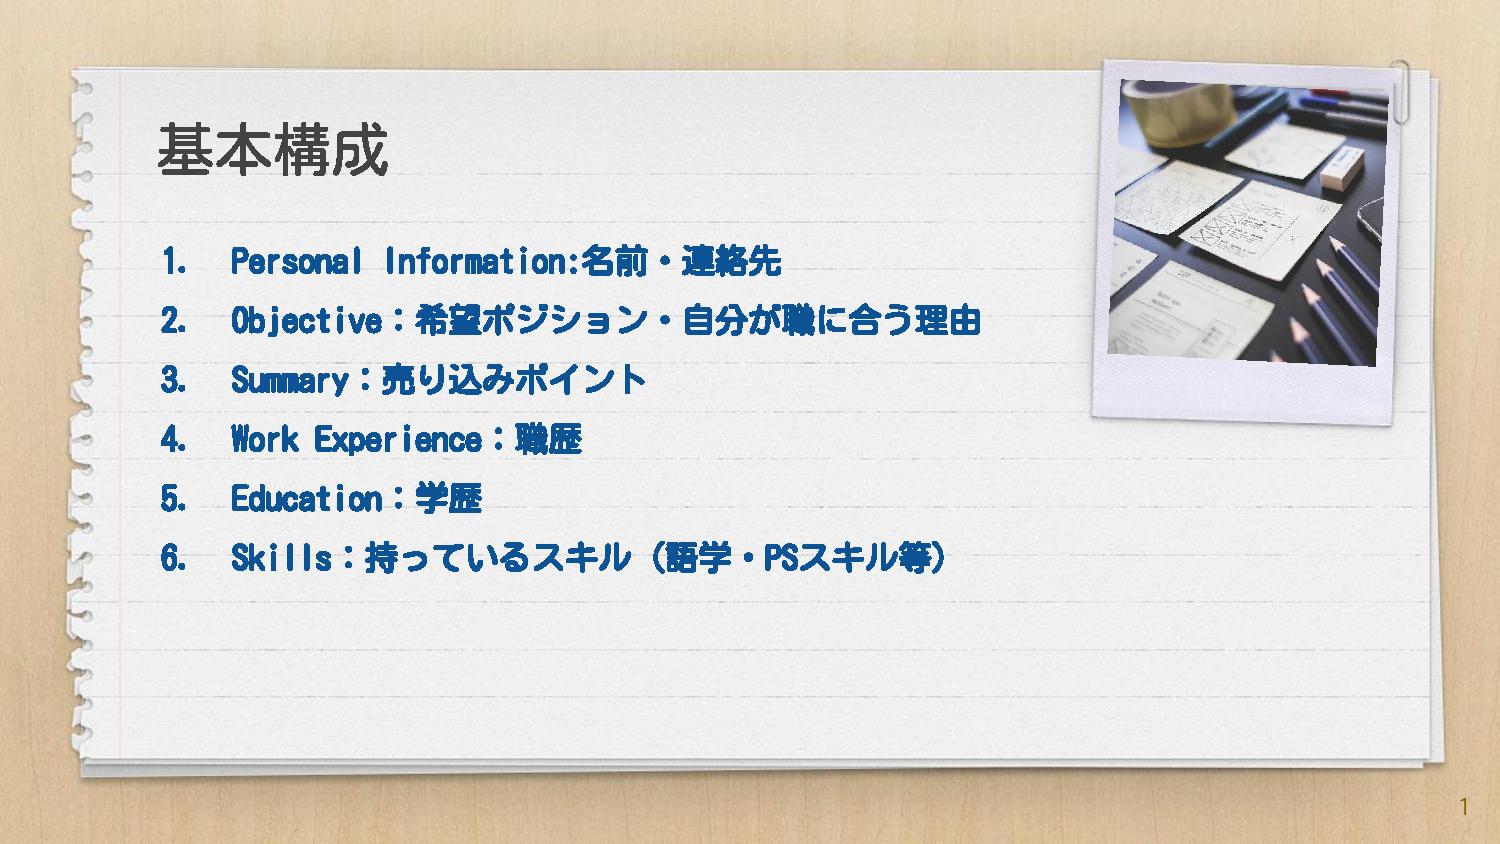 基本構成
1. Personal Information:名前・連絡先
2. Objective：希望ポジション・自分が職に合う理由
3. Summary：売り込みポイント
4. Work Experience：職歴
5. Education：学歴
6. Skills：持っているスキル（語学・PSスキル等）
1